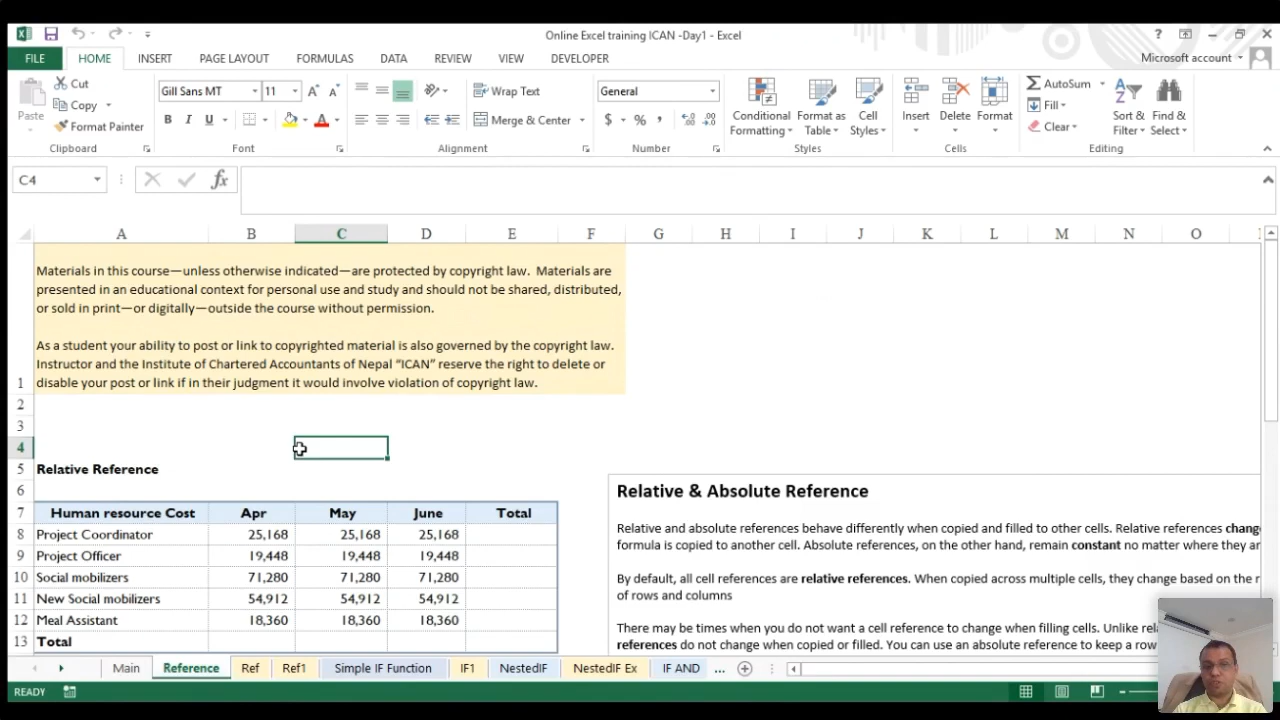 Online Excel training ICAN -Day1 - Excel
FILE HOME INSERT PAGE LAYOUT FORMULAS DATA REVIEW VIEW DEVELOPER Microsoft account
Paste
Cut
Copy
Format Painter
Clipboard
Gill Sans MT 11
B I U
Font
Wrap Text
Merge & Center
Alignment
General
$ % ,
Number
Conditional Formatting
Format as Table
Cell Styles
Styles
Insert
Delete
Format
Cells
AutoSum
Fill
Clear
Sort & Filter
Find & Select
Editing
C4 fx
A B C D E F G H I J K L M N O
1
Materials in this course—unless otherwise indicated—are protected by copyright law. Materials are
presented in an educational context for personal use and study and should not be shared, distributed,
or sold in print—or digitally—outside the course without permission.
As a student your ability to post or link to copyrighted material is also governed by the copyright law.
Instructor and the Institute of Chartered Accountants of Nepal "ICAN" reserve the right to delete or
disable your post or link if in their judgment it would involve violation of copyright law.
2
3
4
5 Relative Reference
6
7 Human resource Cost Apr May June Total
8 Project Coordinator 25,168 25,168 25,168
9 Project Officer 19,448 19,448 19,448
10 Social mobilizers 71,280 71,280 71,280
11 New Social mobilizers 54,912 54,912 54,912
12 Meal Assistant 18,360 18,360 18,360
13 Total
Relative & Absolute Reference
Relative and absolute references behave differently when copied and filled to other cells. Relative references
formula is copied to another cell. Absolute references, on the other hand, remain constant no matter where they
By default, all cell references are relative references. When copied across multiple cells, they change based on the
of rows and columns
There may be times when you do not want a cell reference to change when filling cells. Unlike
references do not change when copied or filled. You can use an absolute reference to keep a row
Main Reference Ref Ref1 Simple IF Function IF1 NestedIF NestedIF Ex IF AND ...
READY